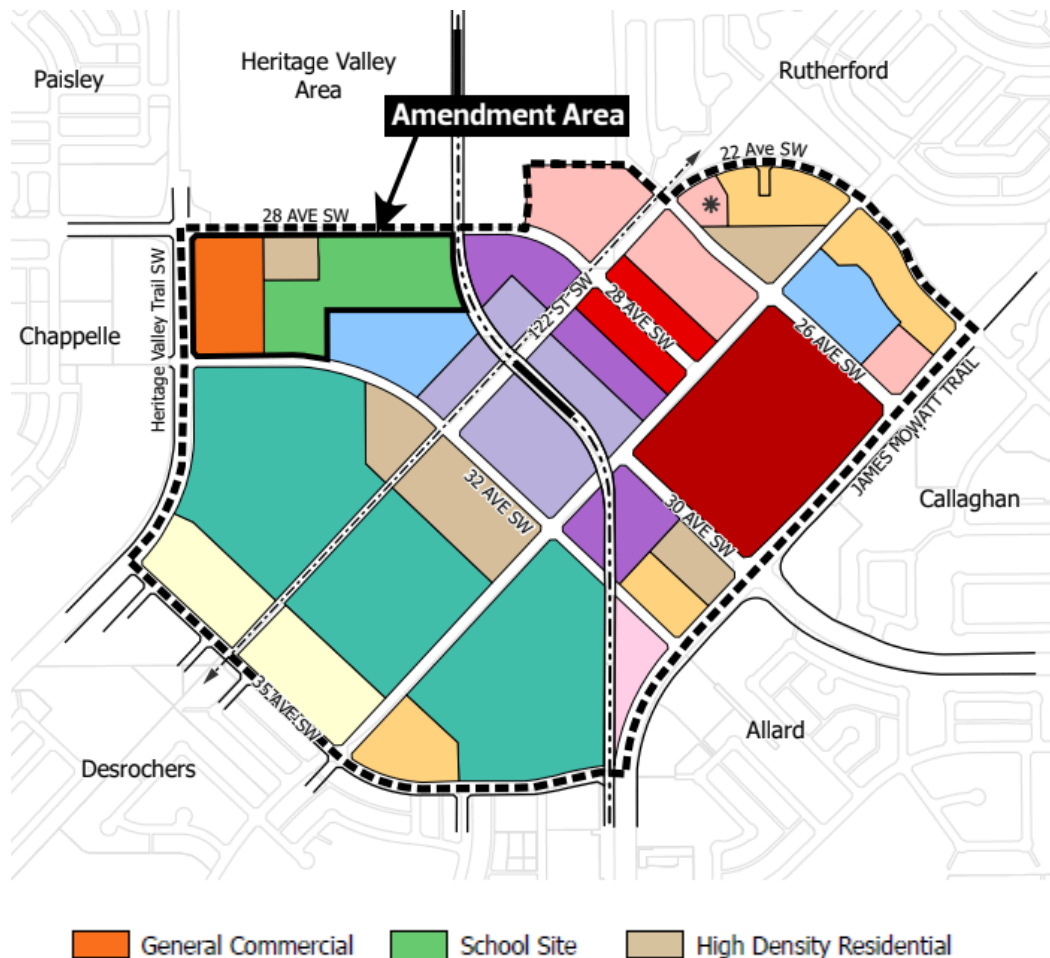 Paisley
Heritage Valley
Area
Rutherford
Amendment Area
22 Ave SW
28 AVE SW
Heritage Valley Trail SW
Chappelle
122 ST SW
28 AVE SW
26 AVE SW
JAMES MOWATT TRAIL
Callaghan
32 AVE SW
30 AVE SW
35 AVE SW
Allard
Desrochers
General Commercial
School Site
High Density Residential